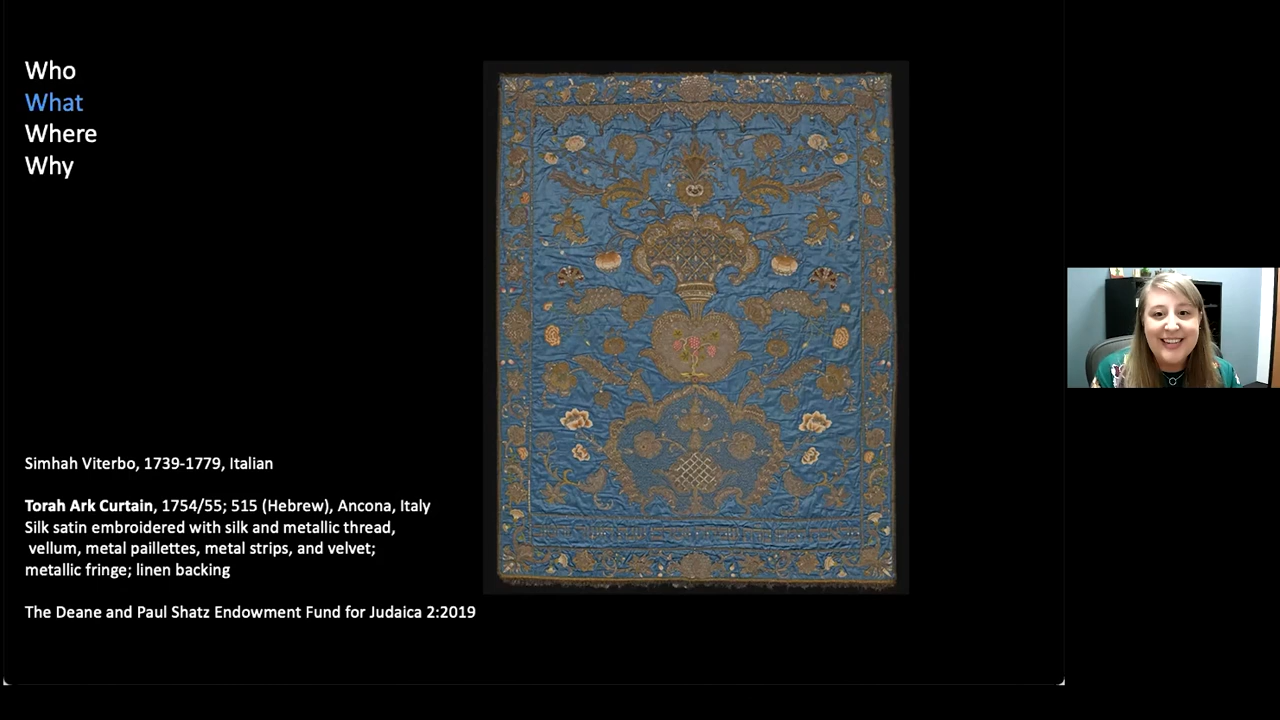 Who
What
Where
Why
Simhah Viterbo, 1739-1779, Italian
Torah Ark Curtain, 1754/55; 515 (Hebrew), Ancona, Italy
Silk satin embroidered with silk and metallic thread,
vellum, metal paillettes, metal strips, and velvet;
metallic fringe; linen backing
The Deane and Paul Shatz Endowment Fund for Judaica 2:2019